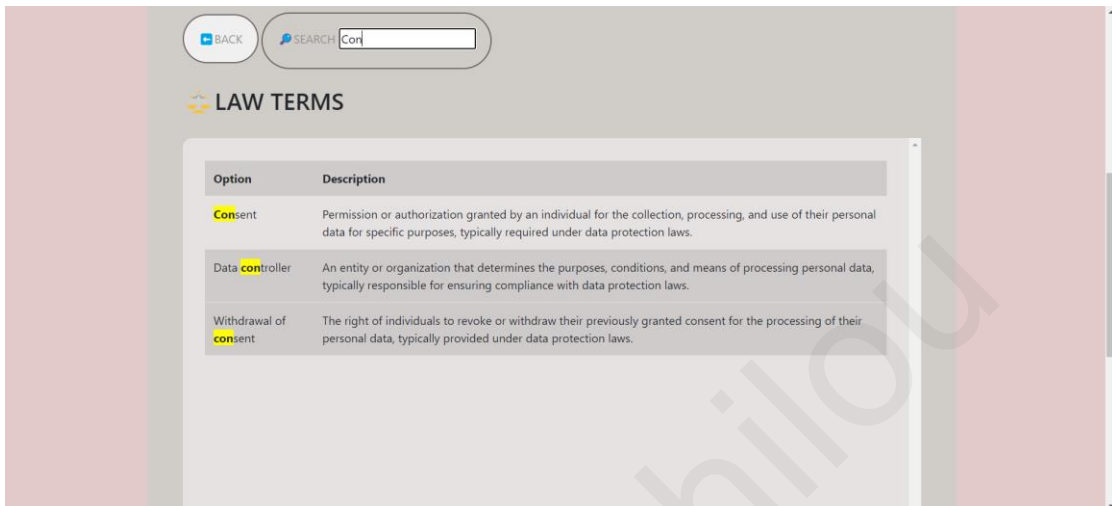 BACK
SEARCH Con
LAW TERMS
Option Description
Consent Permission or authorization granted by an individual for the collection, processing, and use of their personal
data for specific purposes, typically required under data protection laws.
Data controller An entity or organization that determines the purposes, conditions, and means of processing personal data,
typically responsible for ensuring compliance with data protection laws.
Withdrawal of The right of individuals to revoke or withdraw their previously granted consent for the processing of their
consent personal data, typically provided under data protection laws.
hilou